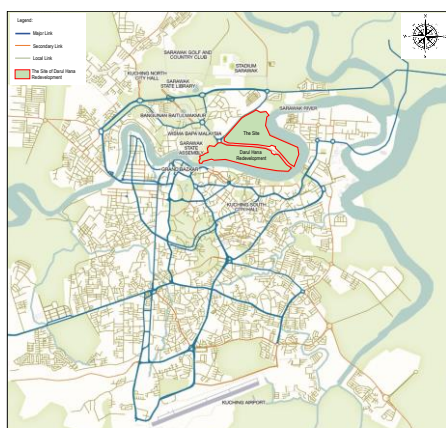 Legend:
Major Link
Secondary Link
Local Link
The Site of Darul Hana
Redevelopment
SARAWAK GOLF AND
COUNTRY CLUB
STADIUM
SARAWAK
KUCHING NORTH
CITY HALL
SARAWAK
STATE LIBRARY
SARAWAK RIVER
BANGUNAN BAITULMAKMUR
WISMA BAPA MALAYSIA
The Site
SARAWAK
STATE
ASSEMBLY
Darul Hana
Redevelopment
GRAND BAZAAR
KUCHING SOUTH
CITY HALL
KUCHING AIRPORT